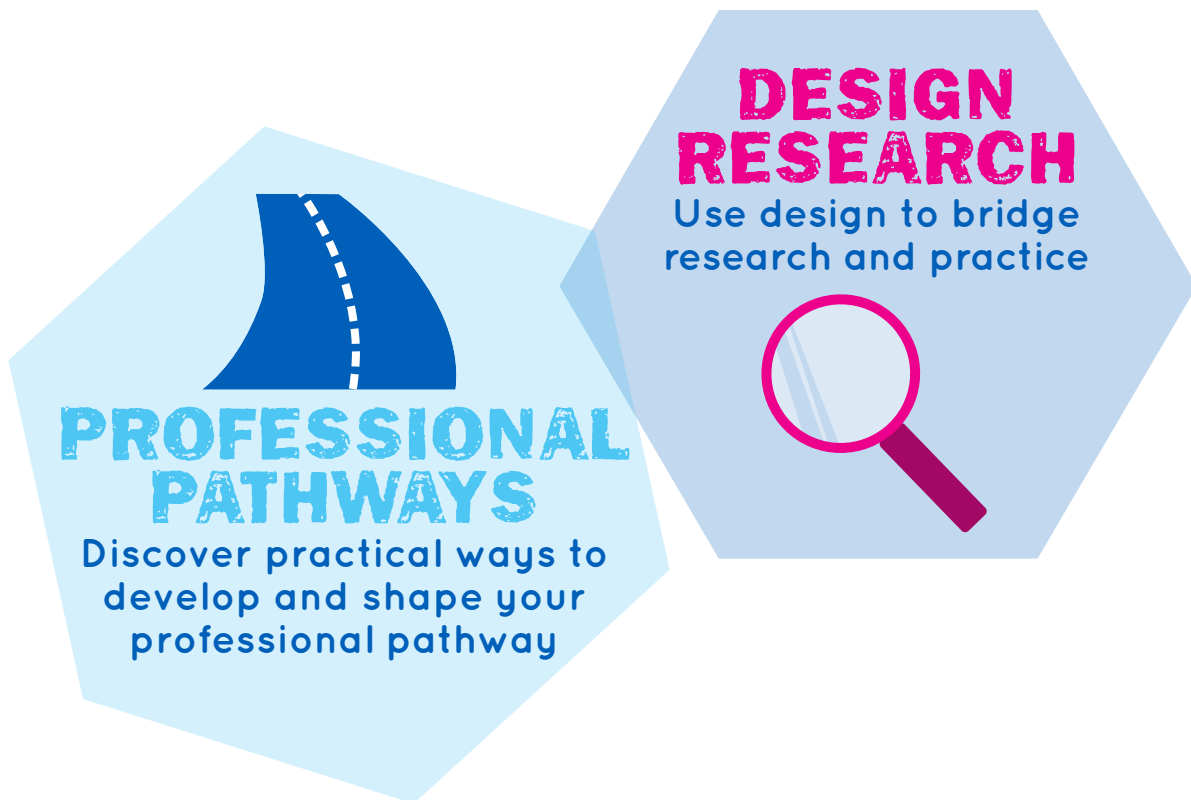 DESIGN
RESEARCH
Use design to bridge
research and practice
PROFESSIONAL
PATHWAYS
Discover practical ways to
develop and shape your
professional pathway